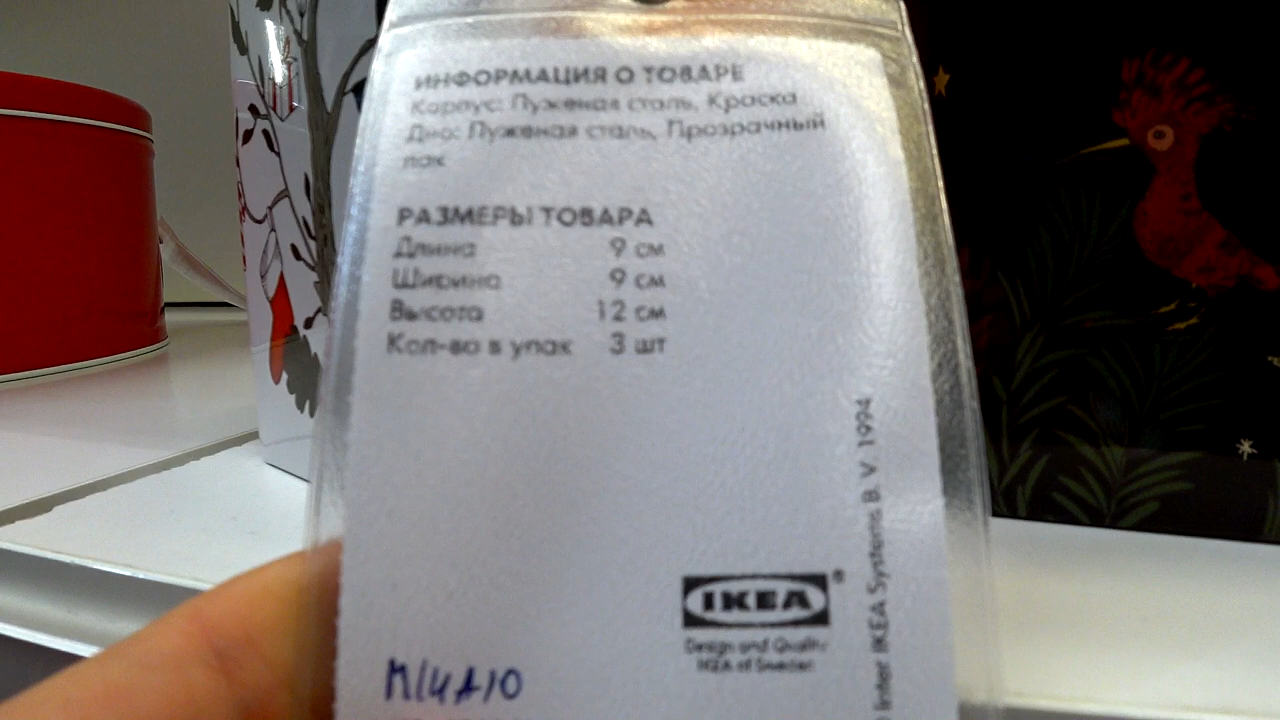 ИНФОРМАЦИЯ О ТОВАРЕ
Корпус: Луженая сталь, Краска
Дно: Луженая сталь, Прозрачный
лак
РАЗМЕРЫ ТОВАРА
Длина 9 см
Ширина 9 см
Высота 12 см
Кол-во в упак 3 шт
IKEA®
Design and Quality
IKEA of Sweden
Inter IKEA Systems B. V. 1994